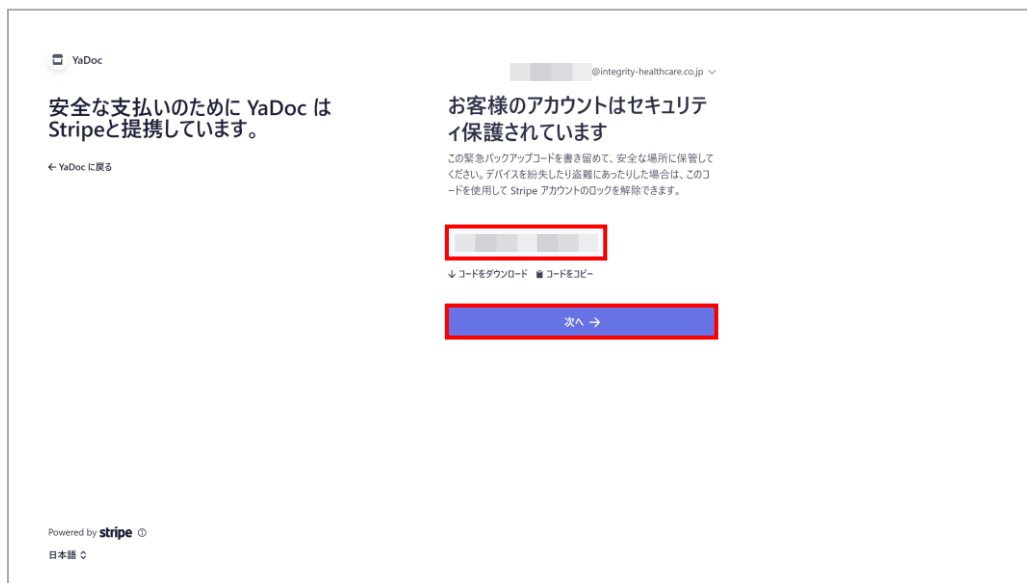 YaDoc
安全な支払いのために YaDoc は
Stripeと提携しています。
← YaDoc に戻る
@integrity-healthcare.co.jp
お客様のアカウントはセキュリテ
ィ保護されています
この緊急バックアップコードを書き留めて、安全な場所に保管して
ください。デバイスを紛失したり盗難にあったりした場合は、このコ
ードを使用して Stripe アカウントのロックを解除できます。
↓ コードをダウンロード コードをコピー
次へ →
Powered by stripe
日本語